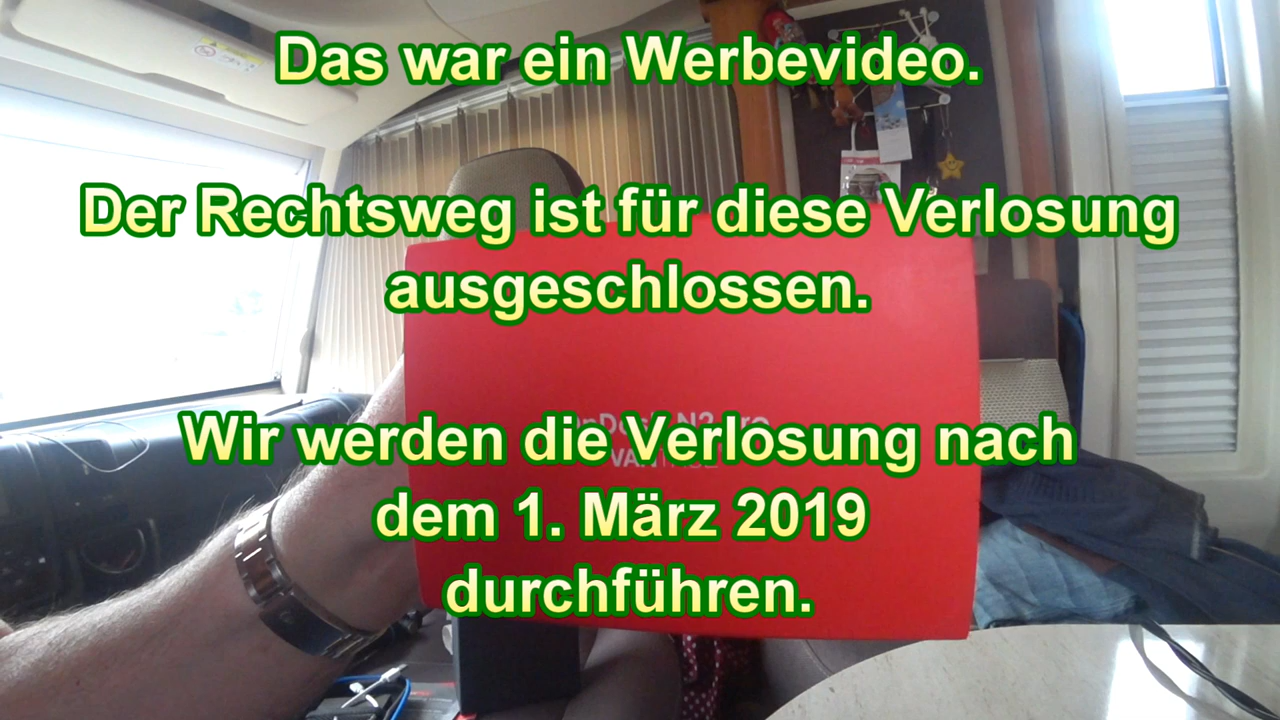 Das war ein Werbevideo.
Der Rechtsweg ist für diese Verlosung
ausgeschlossen.
Wir werden die Verlosung nach
dem 1. März 2019
durchführen.